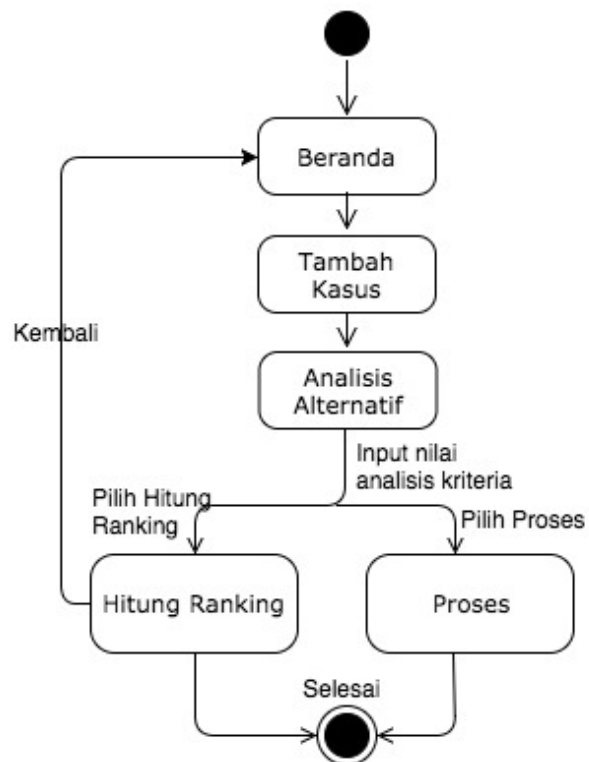 Beranda
Tambah
Kasus
Kembali
Analisis
Alternatif
Input nilai
analisis kriteria
Pilih Hitung
Ranking
Pilih Proses
Hitung Ranking
Proses
Selesai